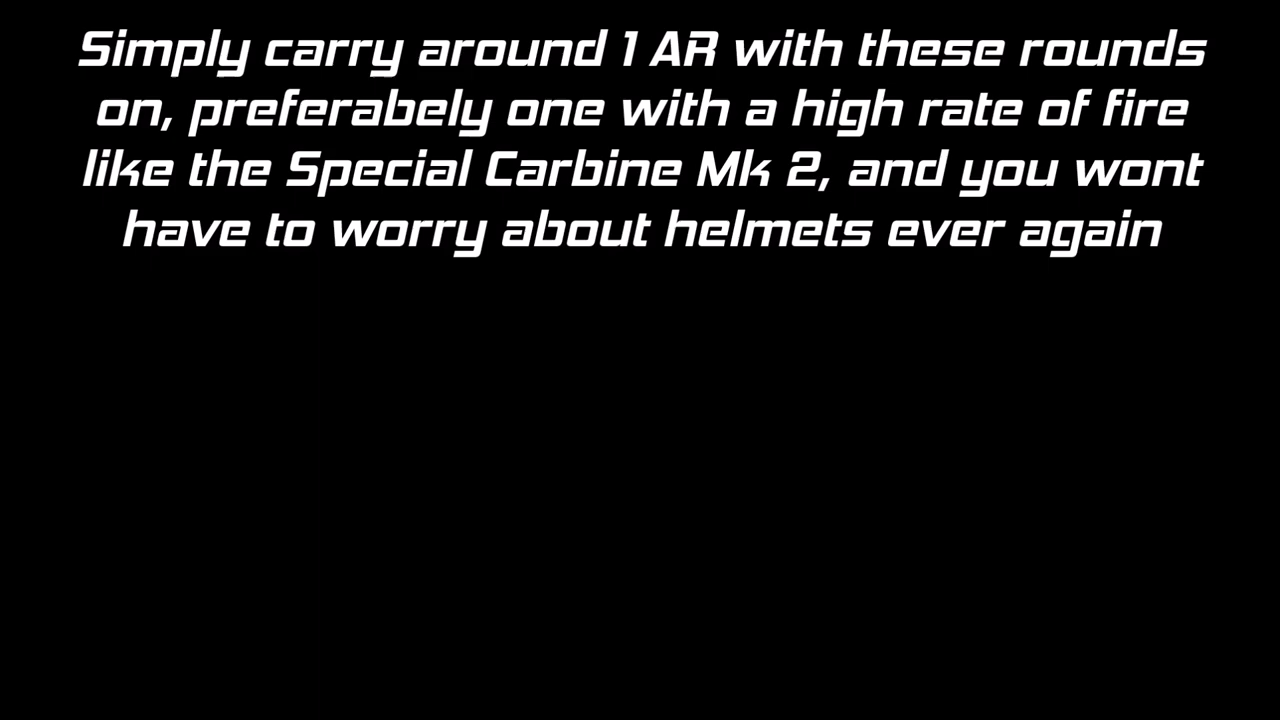 Simply carry around 1 AR with these rounds
on, preferabely one with a high rate of fire
like the Special Carbine Mk 2, and you wont
have to worry about helmets ever again